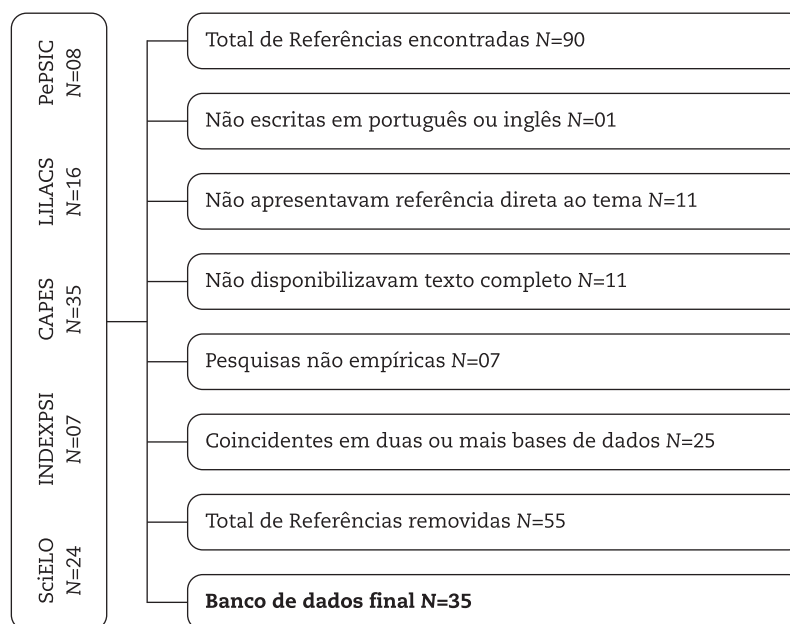 PePSIC
N=08
LILACS
N=16
CAPES
N=35
INDEXPSI
N=07
SciELO
N=24
Total de Referências encontradas N=90
Não escritas em português ou inglês N=01
Não apresentavam referência direta ao tema N=11
Não disponibilizavam texto completo N=11
Pesquisas não empíricas N=07
Coincidentes em duas ou mais bases de dados N=25
Total de Referências removidas N=55
Banco de dados final N=35